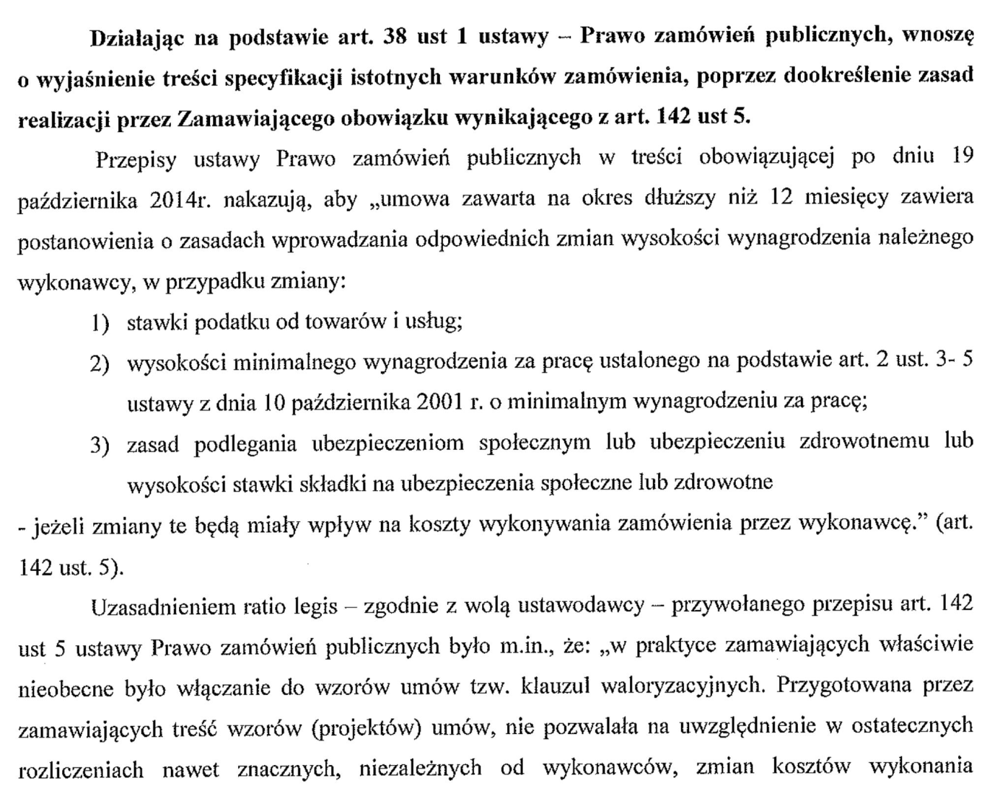 Działając na podstawie art. 38 ust 1 ustawy – Prawo zamówień publicznych, wnoszę
o wyjaśnienie treści specyfikacji istotnych warunków zamówienia, poprzez dookreślenie zasad
realizacji przez Zamawiającego obowiązku wynikającego z art. 142 ust 5.
Przepisy ustawy Prawo zamówień publicznych w treści obowiązującej po dniu 19
października 2014r. nakazują, aby „umowa zawarta na okres dłuższy niż 12 miesięcy zawiera
postanowienia o zasadach wprowadzania odpowiednich zmian wysokości wynagrodzenia należnego
wykonawcy, w przypadku zmiany:
1) stawki podatku od towarów i usług;
2) wysokości minimalnego wynagrodzenia za pracę ustalonego na podstawie art. 2 ust. 3- 5
ustawy z dnia 10 października 2001 r. o minimalnym wynagrodzeniu za pracę;
3) zasad podlegania ubezpieczeniom społecznym lub ubezpieczeniu zdrowotnemu lub
wysokości stawki składki na ubezpieczenia społeczne lub zdrowotne
- jeżeli zmiany te będą miały wpływ na koszty wykonywania zamówienia przez wykonawcę.” (art.
142 ust. 5).
Uzasadnieniem ratio legis – zgodnie z wolą ustawodawcy – przywołanego przepisu art. 142
ust 5 ustawy Prawo zamówień publicznych było m.in., że: „w praktyce zamawiających właściwie
nieobecne było włączanie do wzorów umów tzw. klauzul waloryzacyjnych. Przygotowana przez
zamawiających treść wzorów (projektów) umów, nie pozwalała na uwzględnienie w ostatecznych
rozliczeniach nawet znacznych, niezależnych od wykonawców, zmian kosztów wykonania